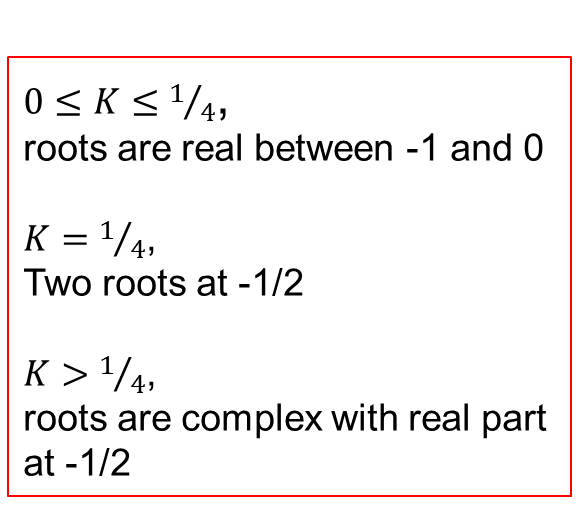 0 ≤ K ≤ 1/4,
roots are real between -1 and 0
K = 1/4,
Two roots at -1/2
K > 1/4,
roots are complex with real part
at -1/2